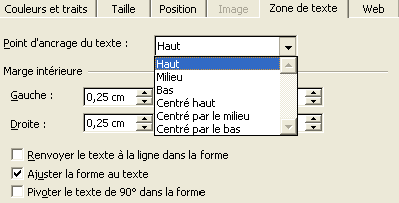 Couleurs et traits Taille Position Image Zone de texte Web
Point d'ancrage du texte : Haut
Haut
Marge intérieure
Milieu
Bas
Gauche : 0,25 cm
Centré haut
Centré par le milieu
Droite : 0,25 cm
Centré par le bas
Renvoyer le texte à la ligne dans la forme
Ajuster la forme au texte
Pivoter le texte de 90° dans la forme